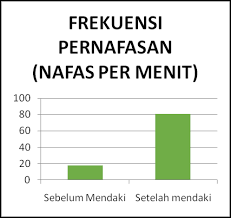 FREKUENSI
PERNAFASAN
(NAFAS PER MENIT)
100
80
60
40
20
0
Sebelum Mendaki Setelah mendaki